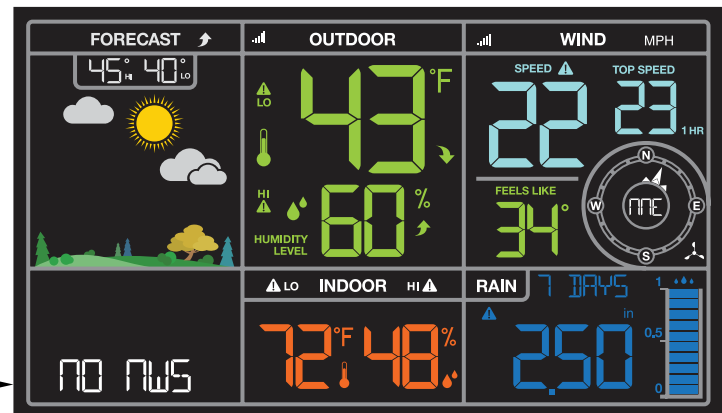 FORECAST
45° HI 40° LO
NO NWS
OUTDOOR
LO
43°F
HI
60%
HUMIDITY
LEVEL
LO INDOOR HI
72°F 48%
WIND MPH
SPEED
22
TOP SPEED
23
1 HR
FEELS LIKE
34°
N
W NNE E
S
RAIN 7 DAYS
in
2.50
1
0.5
0